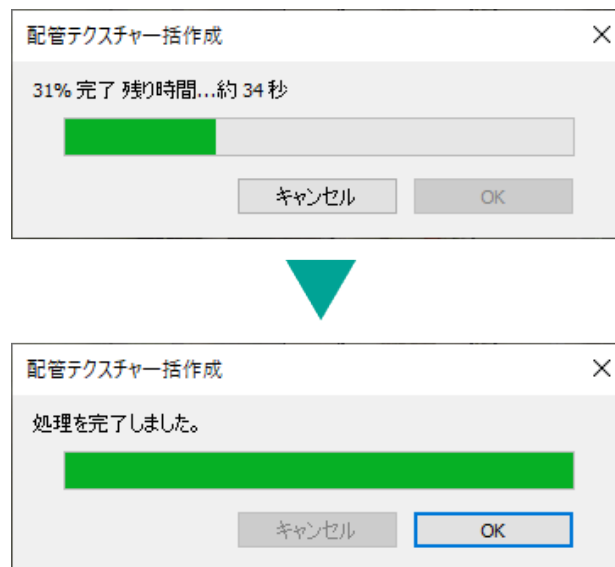 配管テクスチャ一括作成
31% 完了 残り時間...約 34 秒
キャンセル OK
配管テクスチャ一括作成
処理を完了しました。
キャンセル OK